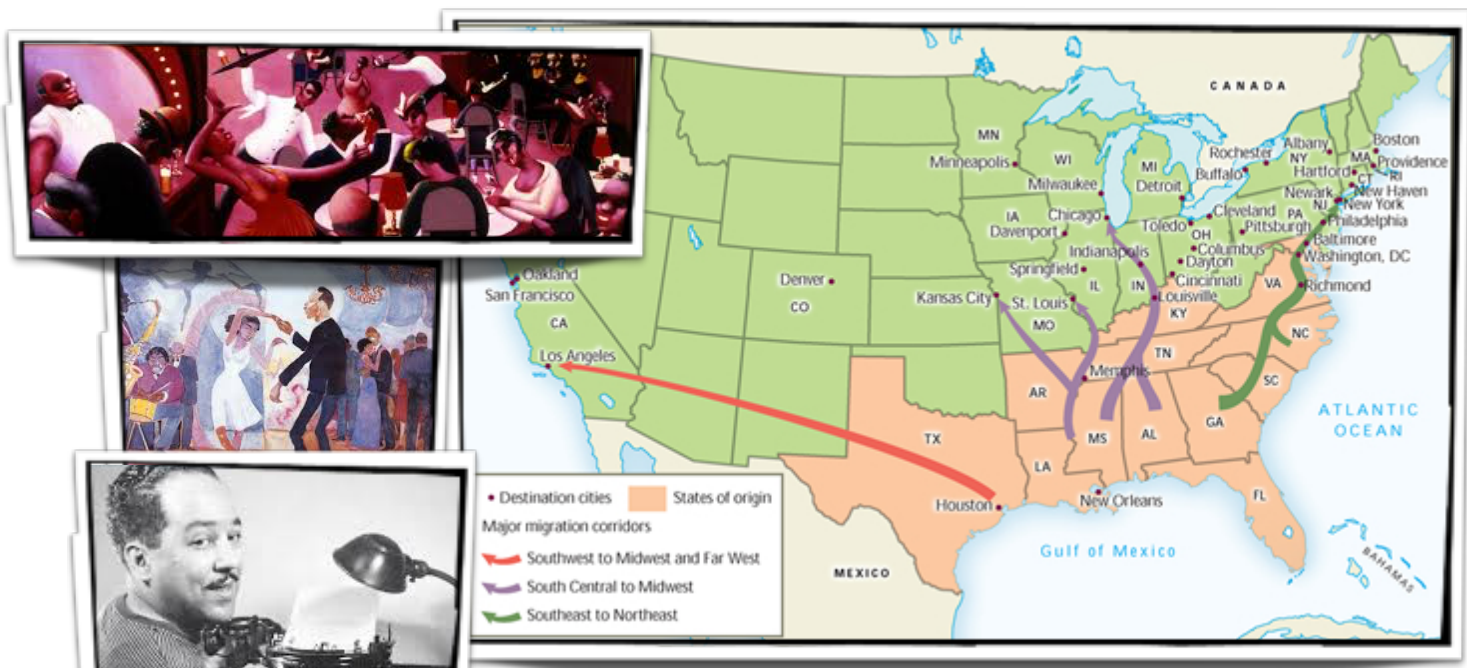 CANADA
MN
Minneapolis
WI
Milwaukee
MI
Detroit
Rochester
Buffalo
Albany
NY
Boston
MA
Providence
RI
Hartford
CT
New Haven
Newark
NJ
New York
PA
Philadelphia
IA
Davenport
Chicago
Toledo
Cleveland
Pittsburgh
OH
Columbus
Baltimore
Washington, DC
Dayton
Indianapolis
Springfield
IL
IN
Cincinnati
Oakland
San Francisco
Denver
CO
Kansas City
St. Louis
Louisville
VA
Richmond
CA
MO
KY
NC
Los Angeles
TN
Memphis
AR
SC
ATLANTIC
OCEAN
TX
MS
AL
GA
LA
Houston
New Orleans
FL
Gulf of Mexico
MEXICO
BAHAMAS
Destination cities
States of origin
Major migration corridors
Southwest to Midwest and Far West
South Central to Midwest
Southeast to Northeast